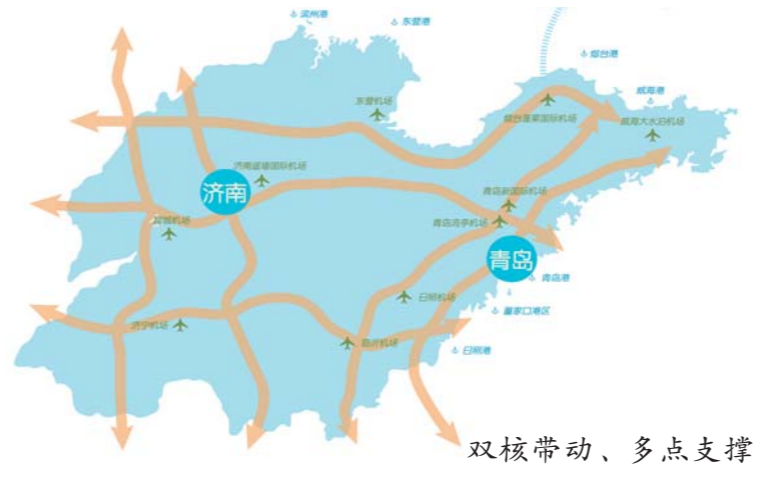 滨州港
东营港
烟台港
威海港
东营机场
烟台蓬莱国际机场
威海大水泊机场
济南遥墙国际机场
济南
青岛新国际机场
聊城机场
青岛流亭机场
青岛
青岛港
日照机场
董家口港区
济宁机场
临沂机场
日照港
双核带动、多点支撑